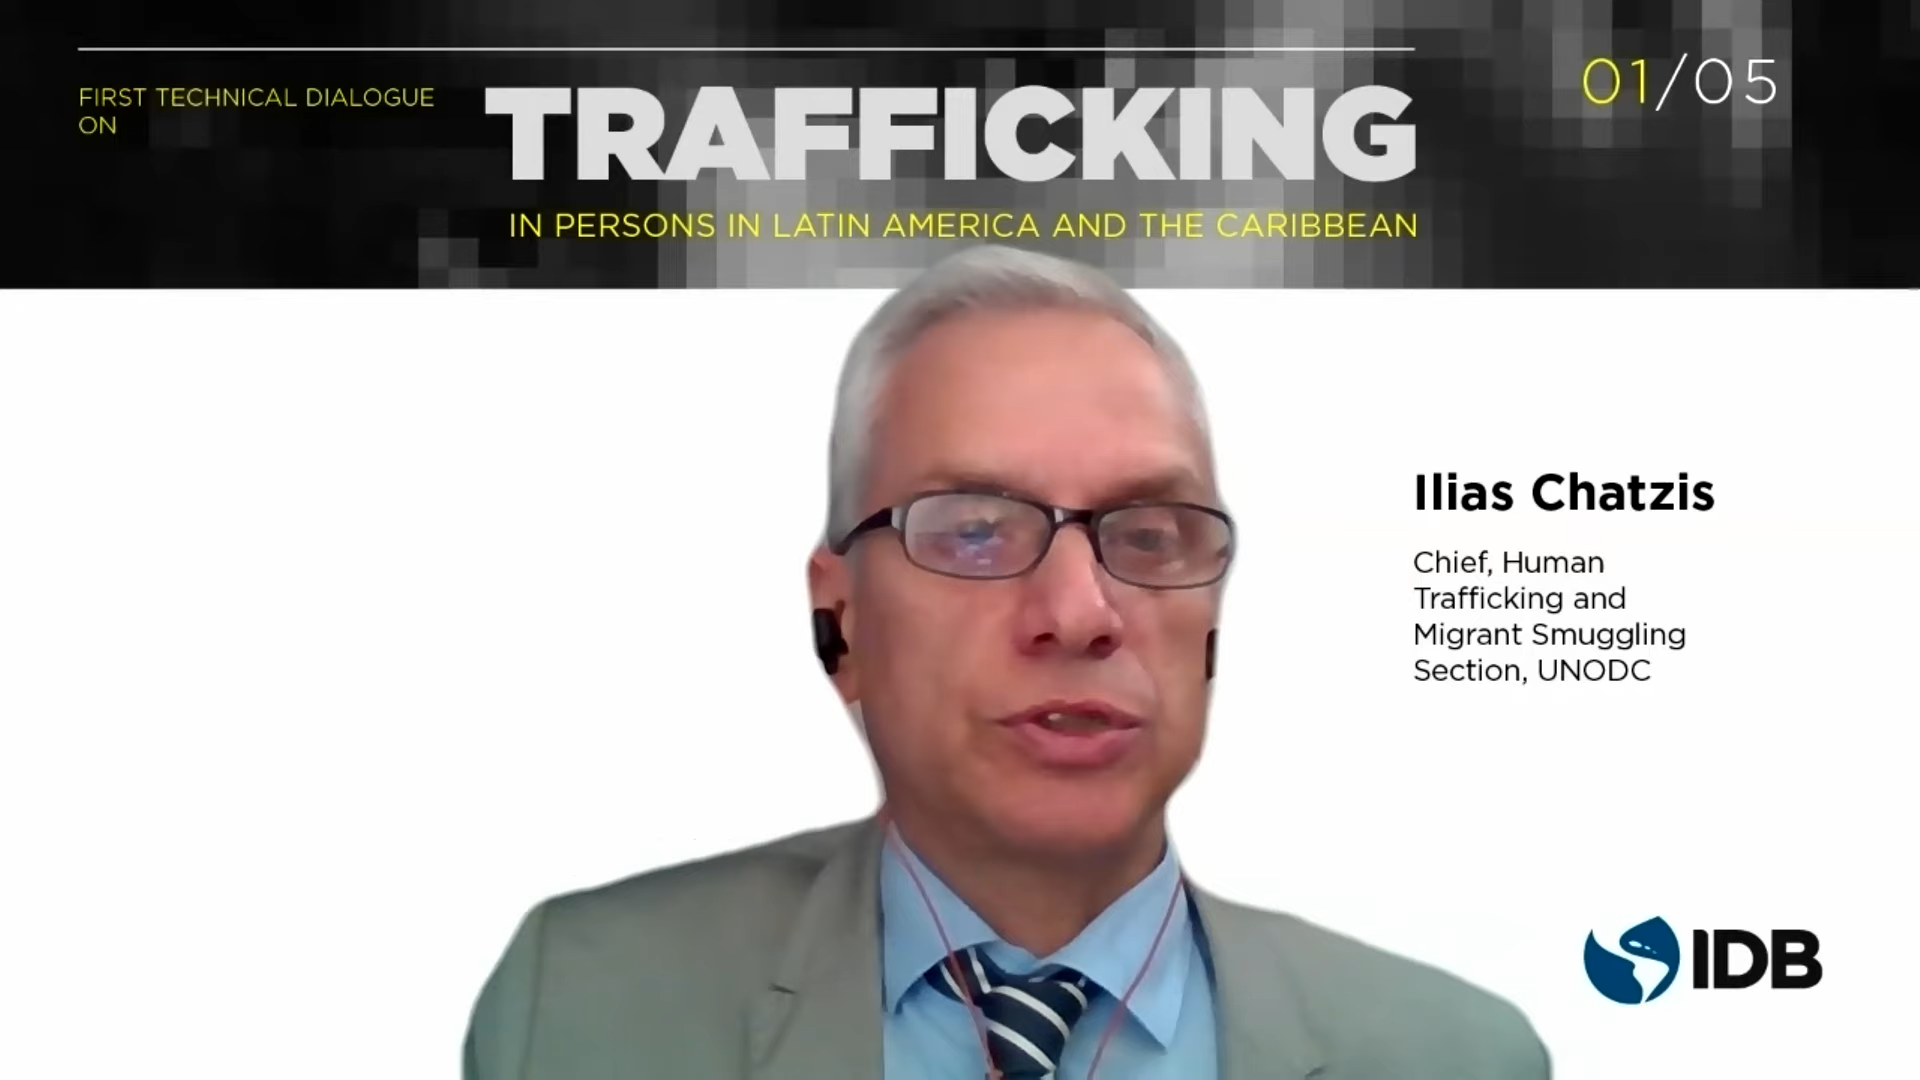 FIRST TECHNICAL DIALOGUE
ON
TRAFFICKING
IN PERSONS IN LATIN AMERICA AND THE CARIBBEAN
01/05
Ilias Chatzis
Chief, Human
Trafficking and
Migrant Smuggling
Section, UNODC
IDB